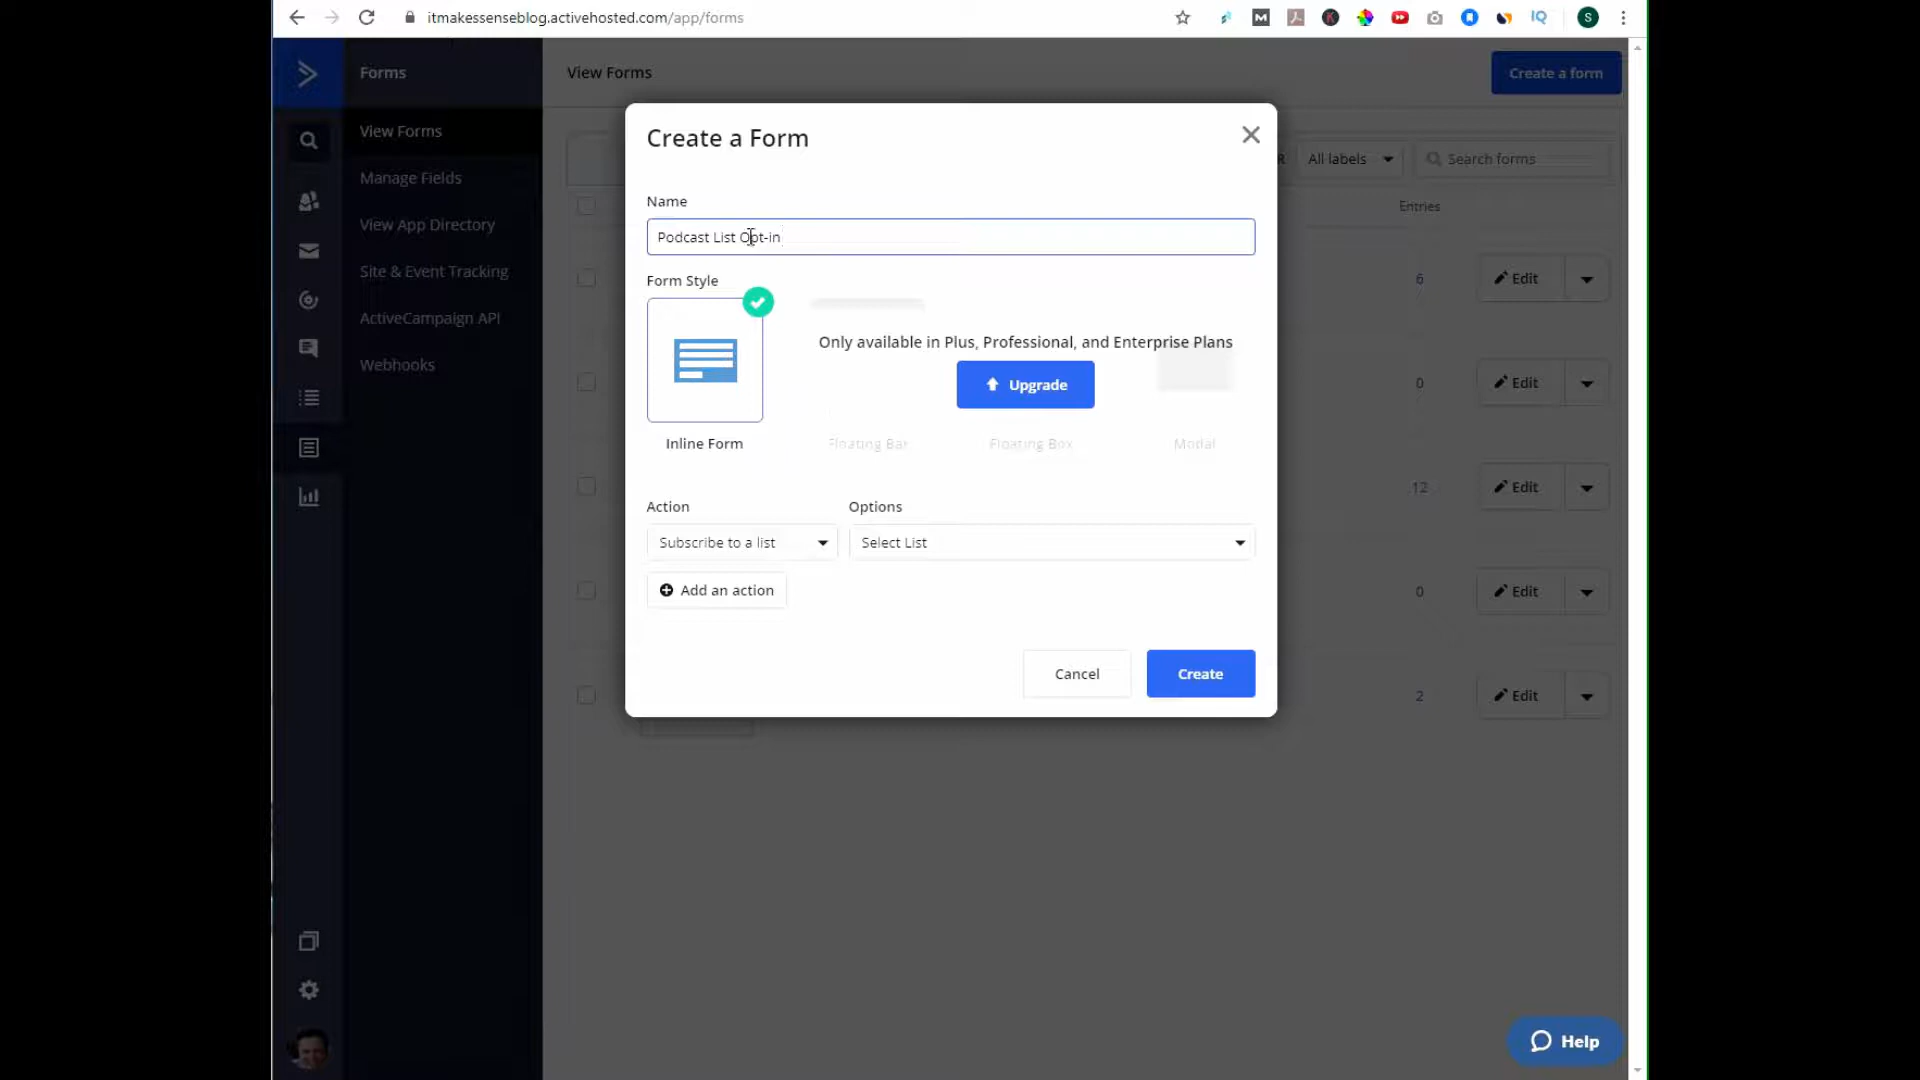 itmakessenseblog.activehosted.com/app/forms
M
K
IQ
S
Forms
View Forms
Create a form
View Forms
Manage Fields
View App Directory
Site & Event Tracking
ActiveCampaign API
Webhooks
R
All labels
Search forms
Entries
6
Edit
0
Edit
12
Edit
0
Edit
2
Edit
Create a Form
Name
Podcast List Opt-in
Form Style
Only available in Plus, Professional, and Enterprise Plans
Upgrade
Inline Form
Floating Bar
Floating Box
Modal
Action
Options
Subscribe to a list
Select List
Add an action
Cancel
Create
Help